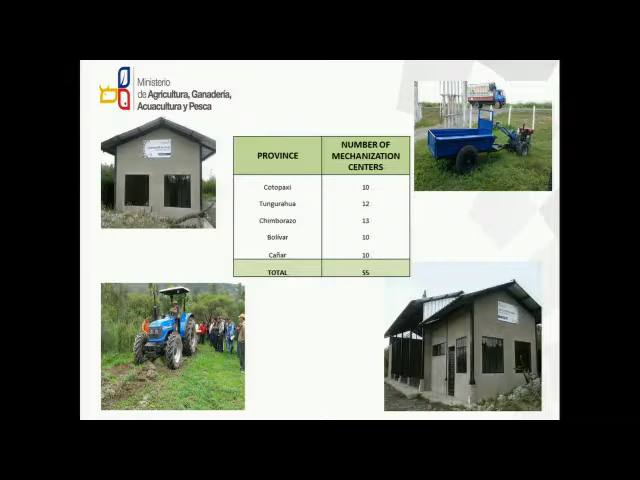 Ministerio
de Agricultura, Ganadería,
Acuacultura y Pesca
PROVINCE
NUMBER OF
MECHANIZATION
CENTERS
Cotopaxi 10
Tungurahua 12
Chimborazo 13
Bolívar 10
Cañar 10
TOTAL 55